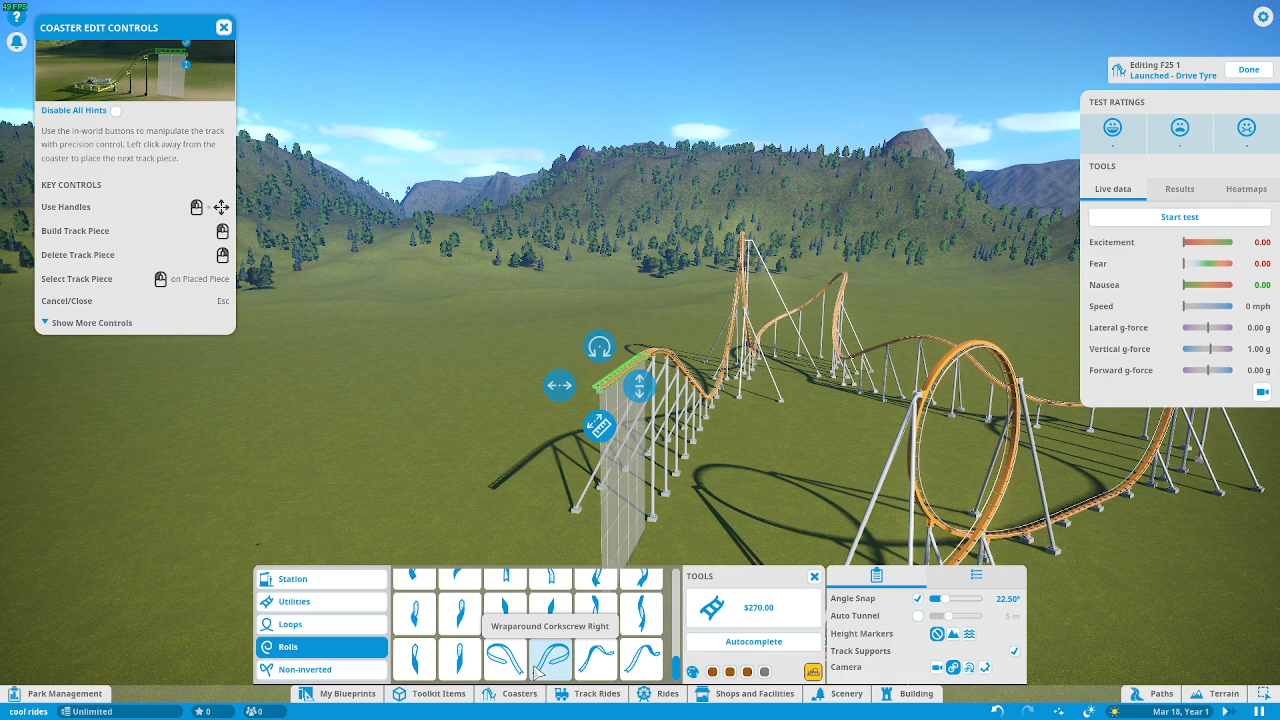 49 FPS
?
COASTER EDIT CONTROLS
Disable All Hints
Use the in-world buttons to manipulate the track
with precision control. Left click away from the
coaster to place the next track piece.
KEY CONTROLS
Use Handles
Build Track Piece
Delete Track Piece
Select Track Piece on Placed Piece
Cancel/Close Esc
Show More Controls
Editing F25 1
Launched - Drive Tyre
Done
TEST RATINGS
- - -
TOOLS
Live data Results Heatmaps
Start test
Excitement 0.00
Fear 0.00
Nausea 0.00
Speed 0 mph
Lateral g-force 0.00 g
Vertical g-force 1.00 g
Forward g-force 0.00 g
Station
Utilities
Loops
Rolls
Non-inverted
Wraparound Corkscrew Right
TOOLS
$270.00
Autocomplete
Angle Snap 22.50°
Auto Tunnel 5 m
Height Markers
Track Supports
Camera
Park Management My Blueprints Toolkit Items Coasters Track Rides Rides Shops and Facilities Scenery Building Paths Terrain
cool rides Unlimited 0 0 Mar 18, Year 1